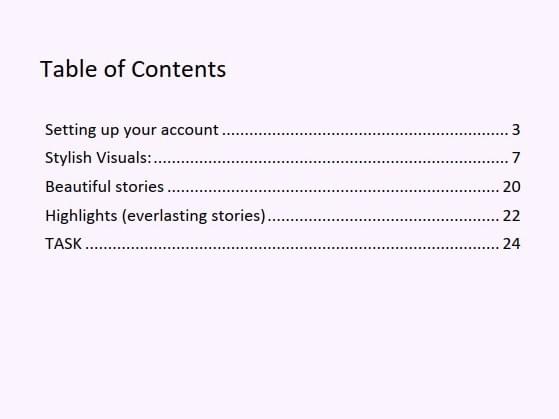 Table of Contents
Setting up your account ............................................................... 3
Stylish Visuals: .............................................................................. 7
Beautiful stories ......................................................................... 20
Highlights (everlasting stories) .................................................. 22
TASK ........................................................................................... 24